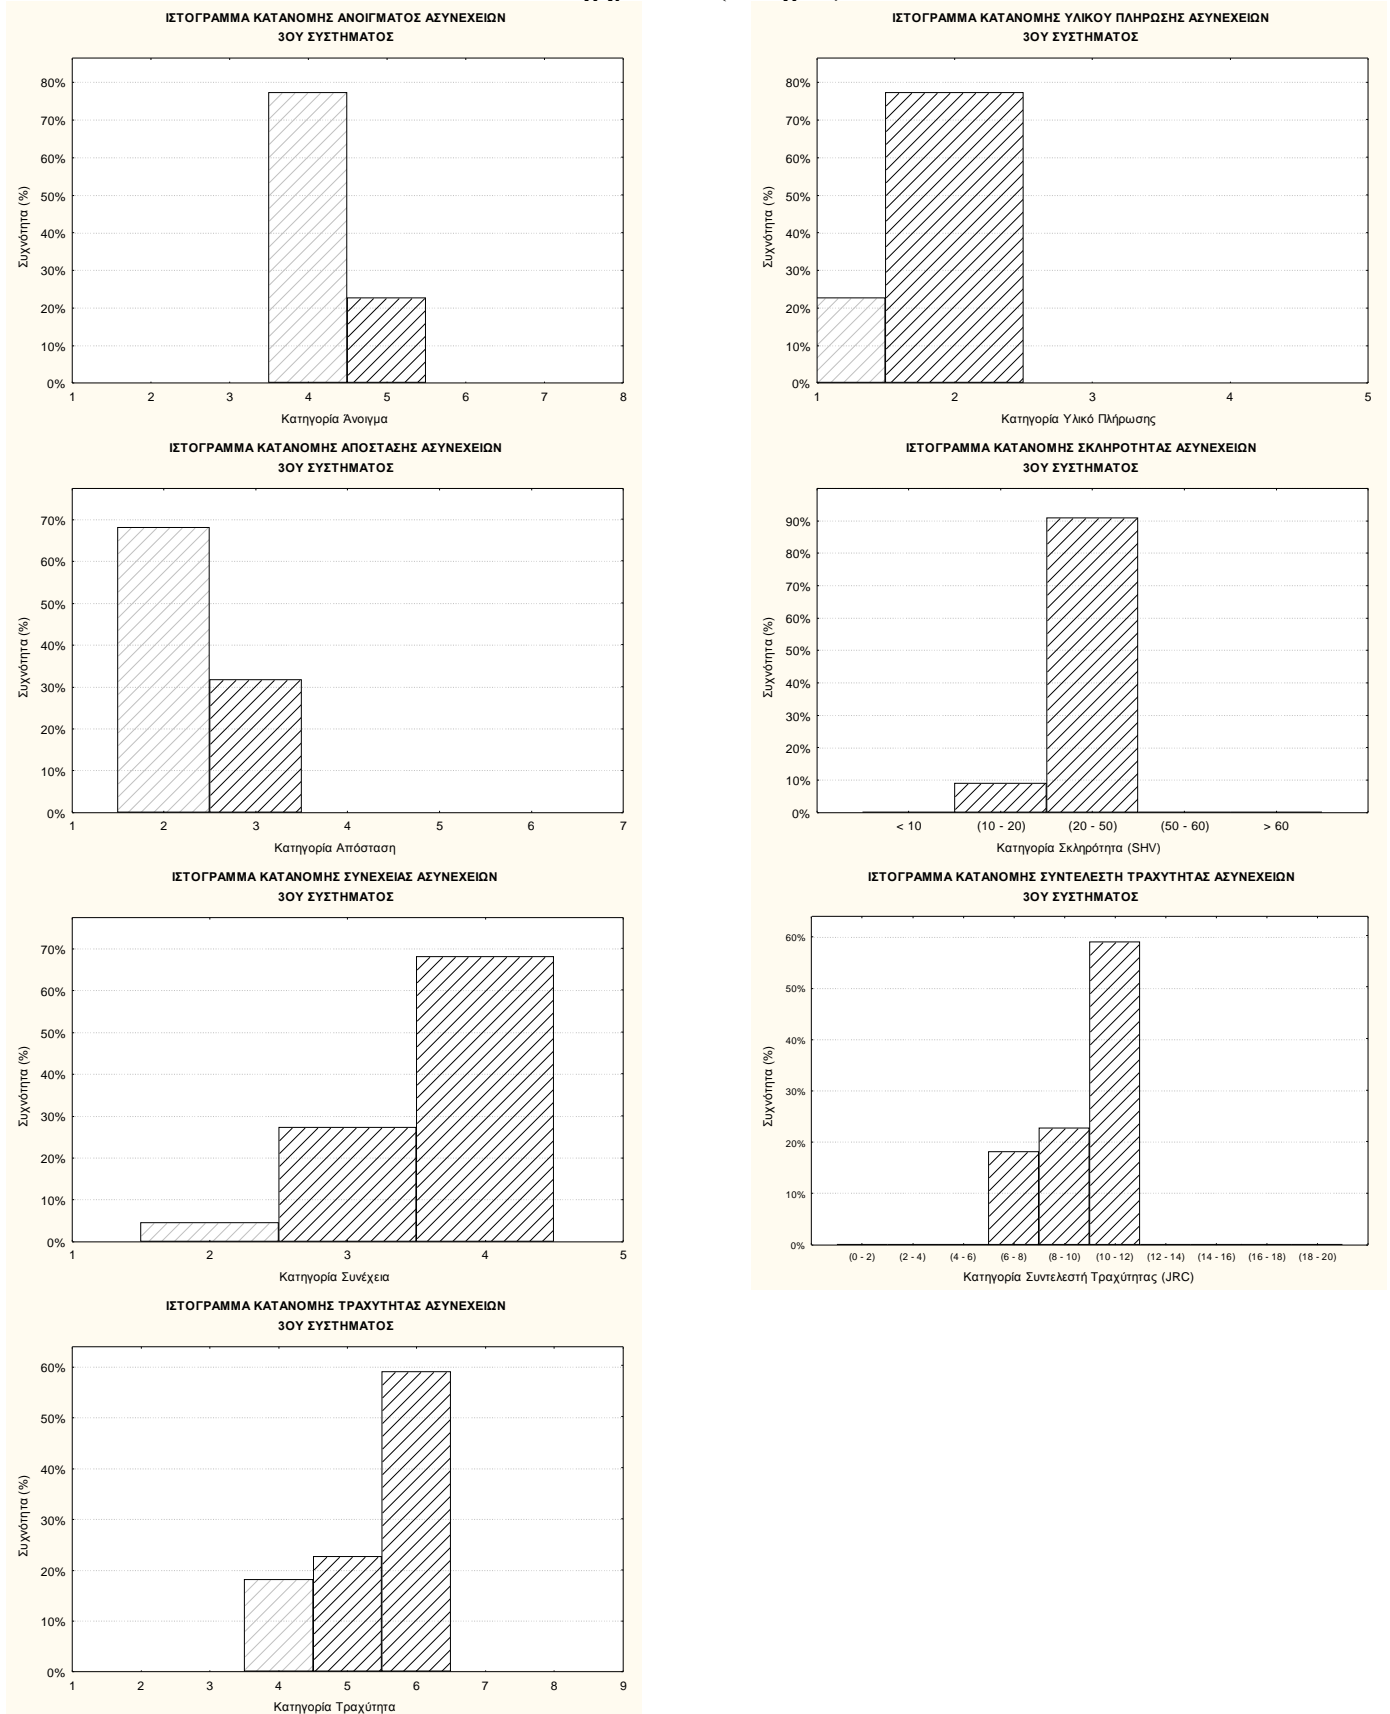 ΙΣΤΟΓΡΑΜΜΑ ΚΑΤΑΝΟΜΗΣ ΑΝΟΙΓΜΑΤΟΣ ΑΣΥΝΕΧΕΙΩΝ
3ΟΥ ΣΥΣΤΗΜΑΤΟΣ
80%
70%
60%
50%
40%
30%
20%
10%
0%
Συχνότητα (%)
1 2 3 4 5 6 7 8
Κατηγορία Άνοιγμα
ΙΣΤΟΓΡΑΜΜΑ ΚΑΤΑΝΟΜΗΣ ΥΛΙΚΟΥ ΠΛΗΡΩΣΗΣ ΑΣΥΝΕΧΕΙΩΝ
3ΟΥ ΣΥΣΤΗΜΑΤΟΣ
80%
70%
60%
50%
40%
30%
20%
10%
0%
Συχνότητα (%)
1 2 3 4 5
Κατηγορία Υλικό Πλήρωσης
ΙΣΤΟΓΡΑΜΜΑ ΚΑΤΑΝΟΜΗΣ ΑΠΟΣΤΑΣΗΣ ΑΣΥΝΕΧΕΙΩΝ
3ΟΥ ΣΥΣΤΗΜΑΤΟΣ
70%
60%
50%
40%
30%
20%
10%
0%
Συχνότητα (%)
1 2 3 4 5 6 7
Κατηγορία Απόσταση
ΙΣΤΟΓΡΑΜΜΑ ΚΑΤΑΝΟΜΗΣ ΣΚΛΗΡΟΤΗΤΑΣ ΑΣΥΝΕΧΕΙΩΝ
3ΟΥ ΣΥΣΤΗΜΑΤΟΣ
90%
80%
70%
60%
50%
40%
30%
20%
10%
0%
Συχνότητα (%)
< 10 (10 - 20) (20 - 50) (50 - 60) > 60
Κατηγορία Σκληρότητα (SHV)
ΙΣΤΟΓΡΑΜΜΑ ΚΑΤΑΝΟΜΗΣ ΣΥΝΕΧΕΙΑΣ ΑΣΥΝΕΧΕΙΩΝ
3ΟΥ ΣΥΣΤΗΜΑΤΟΣ
70%
60%
50%
40%
30%
20%
10%
0%
Συχνότητα (%)
1 2 3 4 5
Κατηγορία Συνέχεια
ΙΣΤΟΓΡΑΜΜΑ ΚΑΤΑΝΟΜΗΣ ΣΥΝΤΕΛΕΣΤΗ ΤΡΑΧΥΤΗΤΑΣ ΑΣΥΝΕΧΕΙΩΝ
3ΟΥ ΣΥΣΤΗΜΑΤΟΣ
60%
50%
40%
30%
20%
10%
0%
Συχνότητα (%)
(0 - 2) (2 - 4) (4 - 6) (6 - 8) (8 - 10) (10 - 12) (12 - 14) (14 - 16) (16 - 18) (18 - 20)
Κατηγορία Συντελεστή Τραχύτητας (JRC)
ΙΣΤΟΓΡΑΜΜΑ ΚΑΤΑΝΟΜΗΣ ΤΡΑΧΥΤΗΤΑΣ ΑΣΥΝΕΧΕΙΩΝ
3ΟΥ ΣΥΣΤΗΜΑΤΟΣ
60%
50%
40%
30%
20%
10%
0%
Συχνότητα (%)
1 2 3 4 5 6 7 8 9
Κατηγορία Τραχύτητα